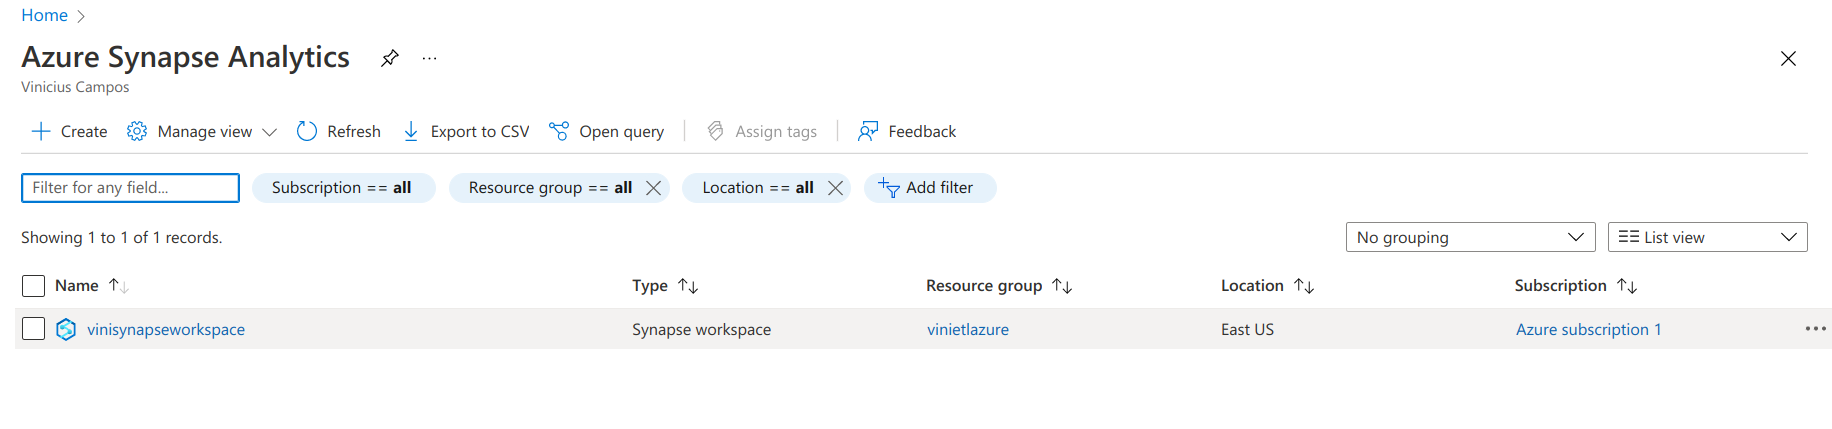 Home
Azure Synapse Analytics
Vinicius Campos
Create Manage view Refresh Export to CSV Open query Assign tags Feedback
Filter for any field... Subscription == all Resource group == all Location == all Add filter
Showing 1 to 1 of 1 records. No grouping List view
Name Type Resource group Location Subscription
vinisynapseworkspace Synapse workspace vinietlazure East US Azure subscription 1